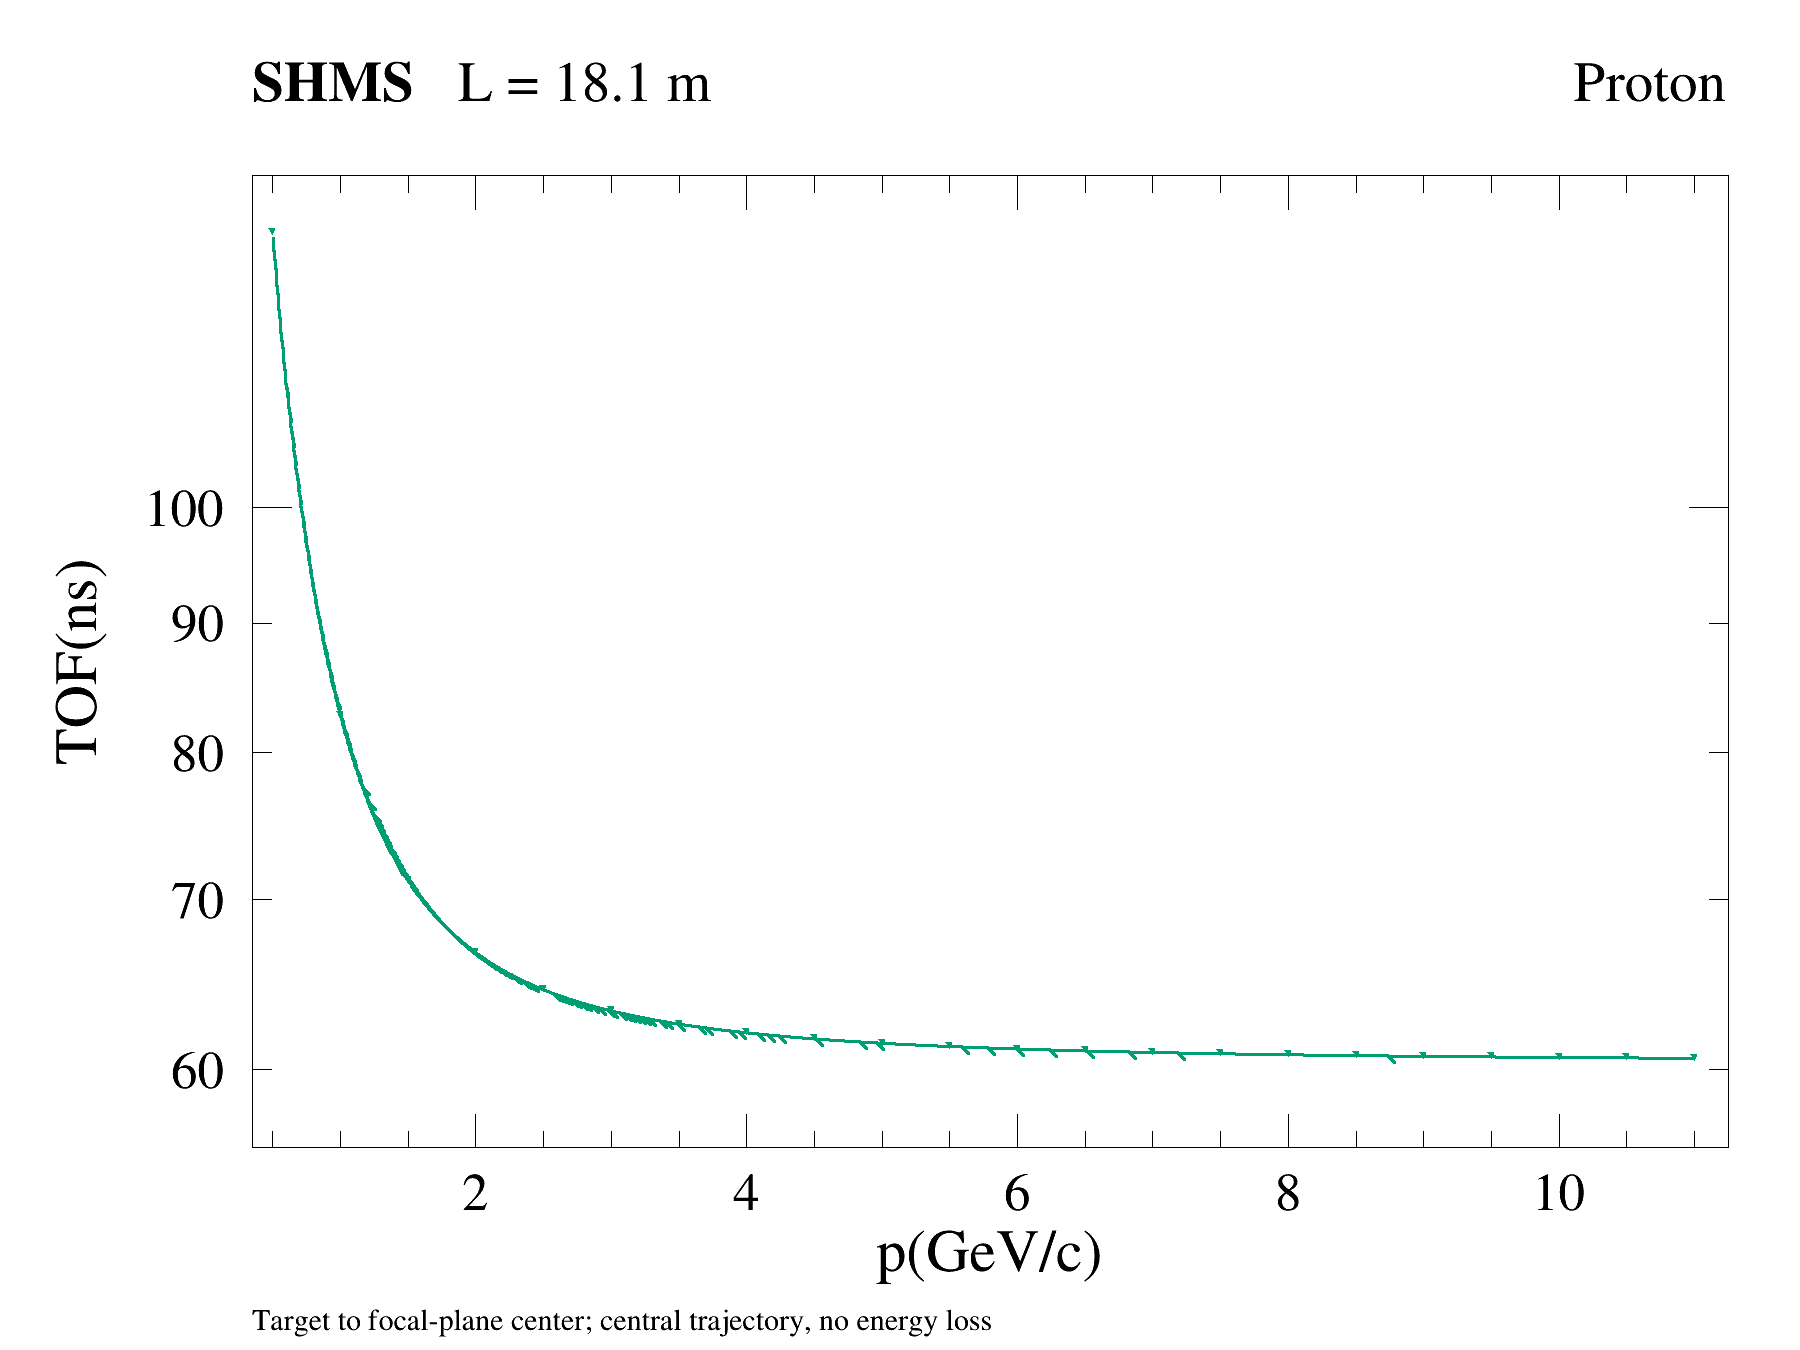 SHMS L = 18.1 m
Proton
100
90
80
70
60
TOF(ns)
2 4 6 8 10
p(GeV/c)
Target to focal-plane center; central trajectory, no energy loss